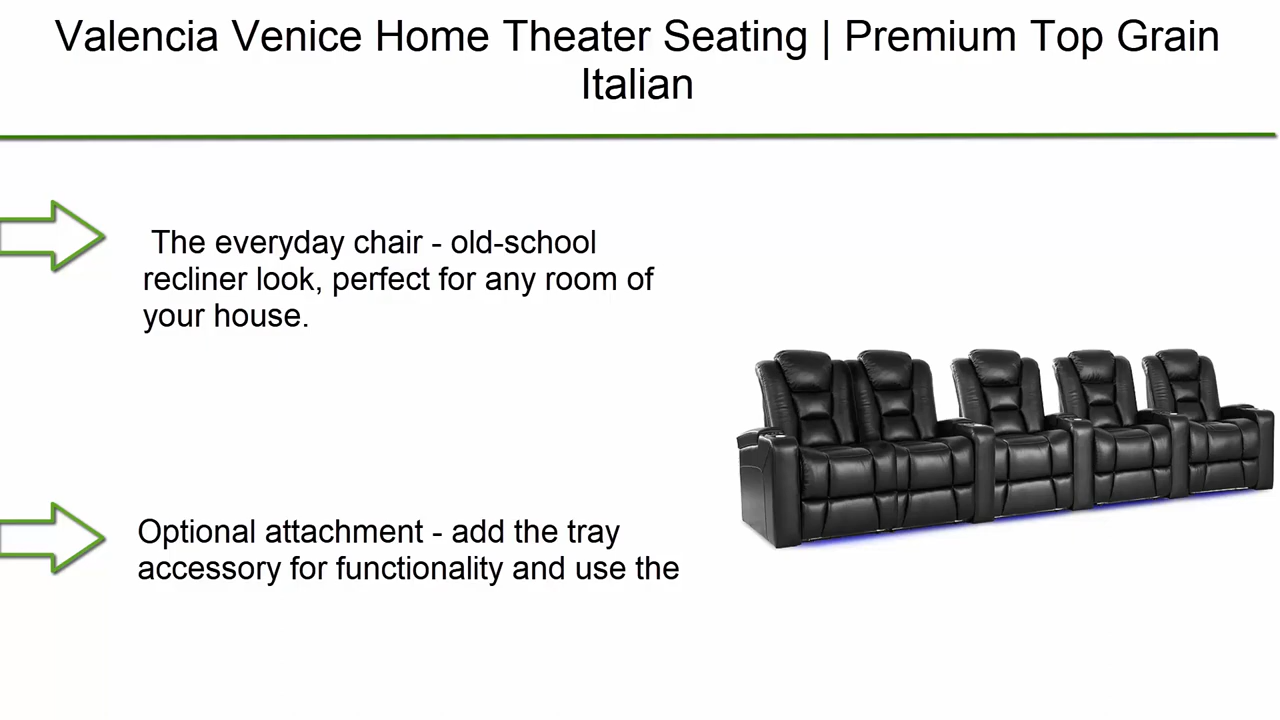 Valencia Venice Home Theater Seating | Premium Top Grain
Italian
The everyday chair - old-school
recliner look, perfect for any room of
your house.
Optional attachment - add the tray
accessory for functionality and use the